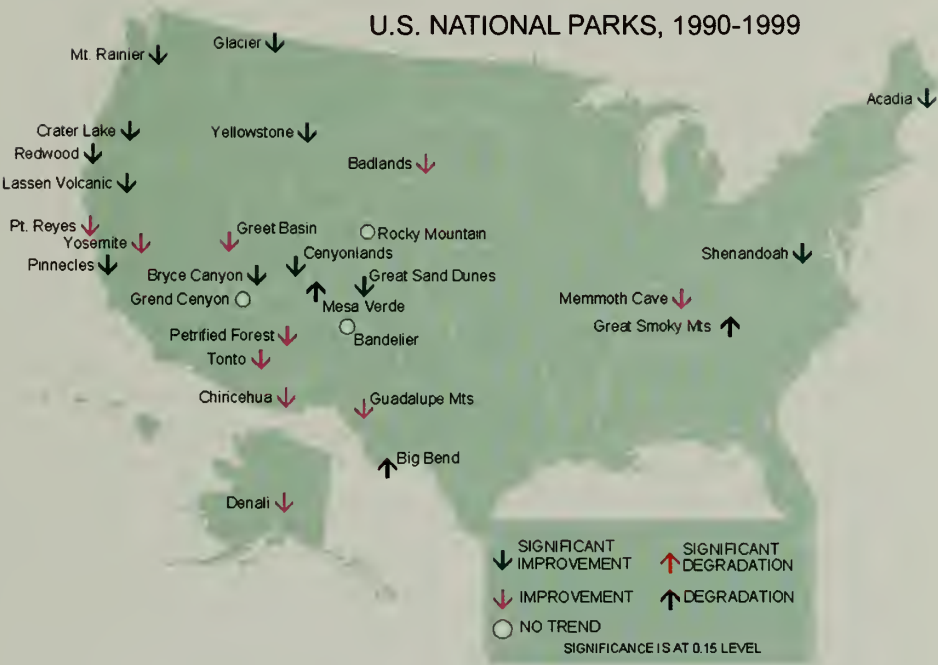 U.S. NATIONAL PARKS, 1990-1999
Mt. Rainier
Glacier
Acadia
Crater Lake
Yellowstone
Redwood
Badlands
Lassen Volcanic
Pt. Reyes
Greet Basin
Rocky Mountain
Yosemite
Shenandoah
Pinnecles
Cenyonlands
Bryce Canyon
Great Sand Dunes
Grend Cenyon
Mesa Verde
Memmoth Cave
Great Smoky Mts
Petrified Forest
Bandelier
Tonto
Chiricehua
Guadalupe Mts
Big Bend
Denali
SIGNIFICANT
IMPROVEMENT
SIGNIFICANT
DEGRADATION
IMPROVEMENT
DEGRADATION
NO TREND
SIGNIFICANCE IS AT 0.15 LEVEL